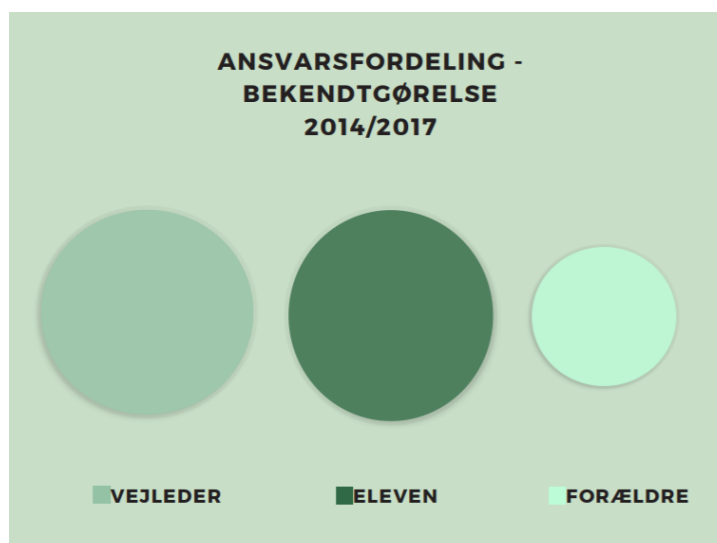 ANSVARSFORDELING -
BEKENDTGØRELSE
2014/2017
VEJLEDER
ELEVEN
FORÆLDRE